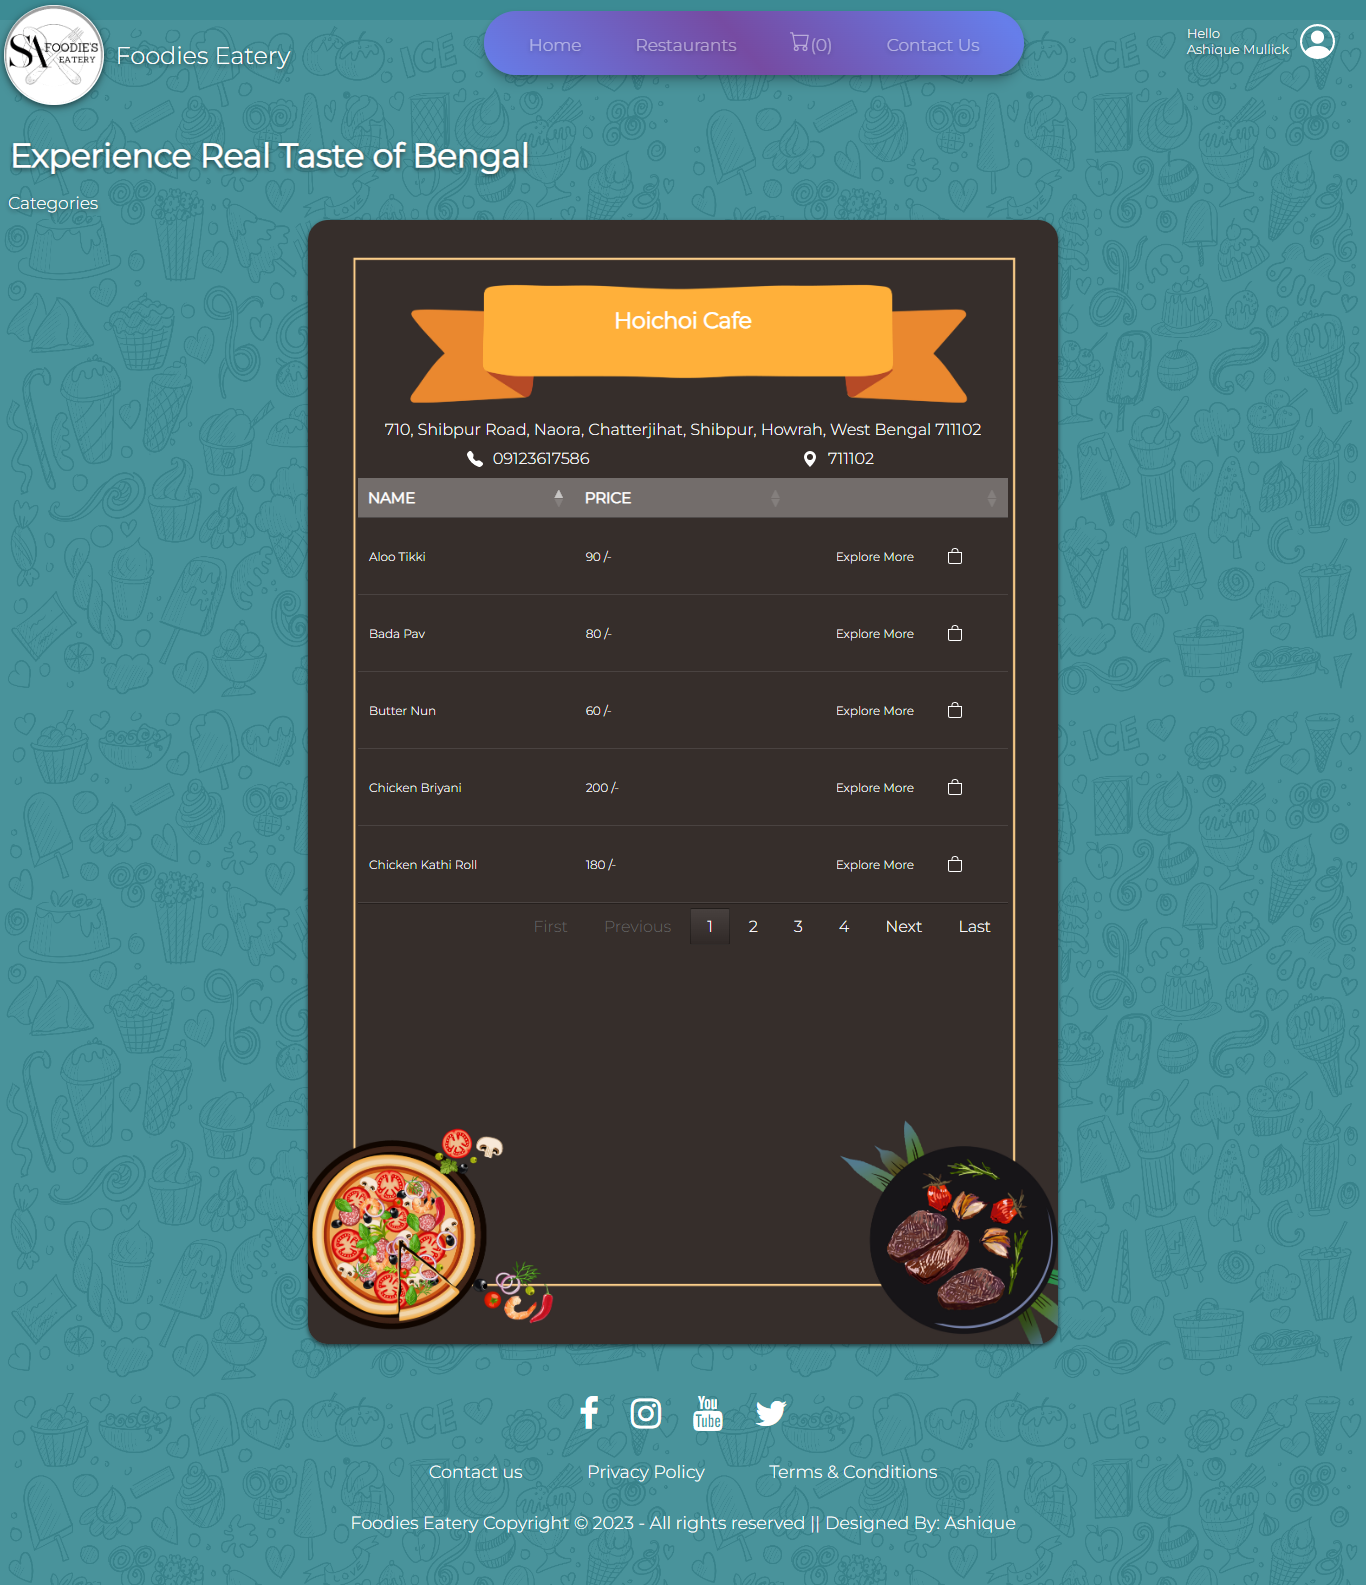 SA FOODIE'S EATERY
Foodies Eatery
Home Restaurants (0) Contact Us
Hello
Ashique Mullick
Experience Real Taste of Bengal
Categories
Hoichoi Cafe
710, Shibpur Road, Naora, Chatterjihat, Shibpur, Howrah, West Bengal 711102
09123617586 711102
NAME PRICE
Aloo Tikki 90 /- Explore More
Bada Pav 80 /- Explore More
Butter Nun 60 /- Explore More
Chicken Briyani 200 /- Explore More
Chicken Kathi Roll 180 /- Explore More
First Previous 1 2 3 4 Next Last
You Tube
Contact us Privacy Policy Terms & Conditions
Foodies Eatery Copyright © 2023 - All rights reserved || Designed By: Ashique